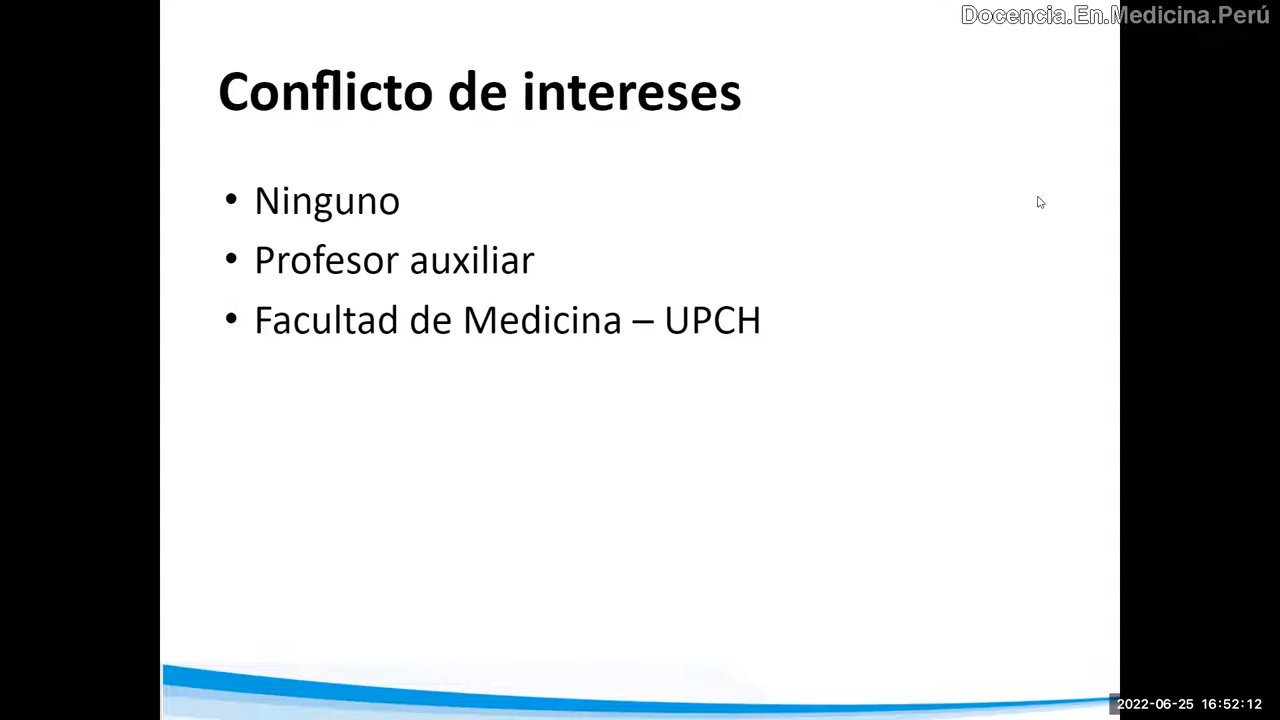 Docencia.En.Medicina.Perú
Conflicto de intereses
• Ninguno
• Profesor auxiliar
• Facultad de Medicina – UPCH
2022-06-25 16:52:12